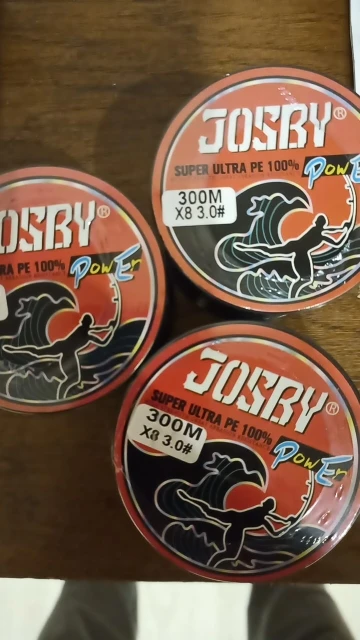 JOSBY®
SUPER ULTRA PE 100%
300M
X8 3.0#
OSBY®
RA PE 100%
PowEr
JOSBY®
SUPER ULTRA PE 100%
PowEr
300M
X8 3.0#